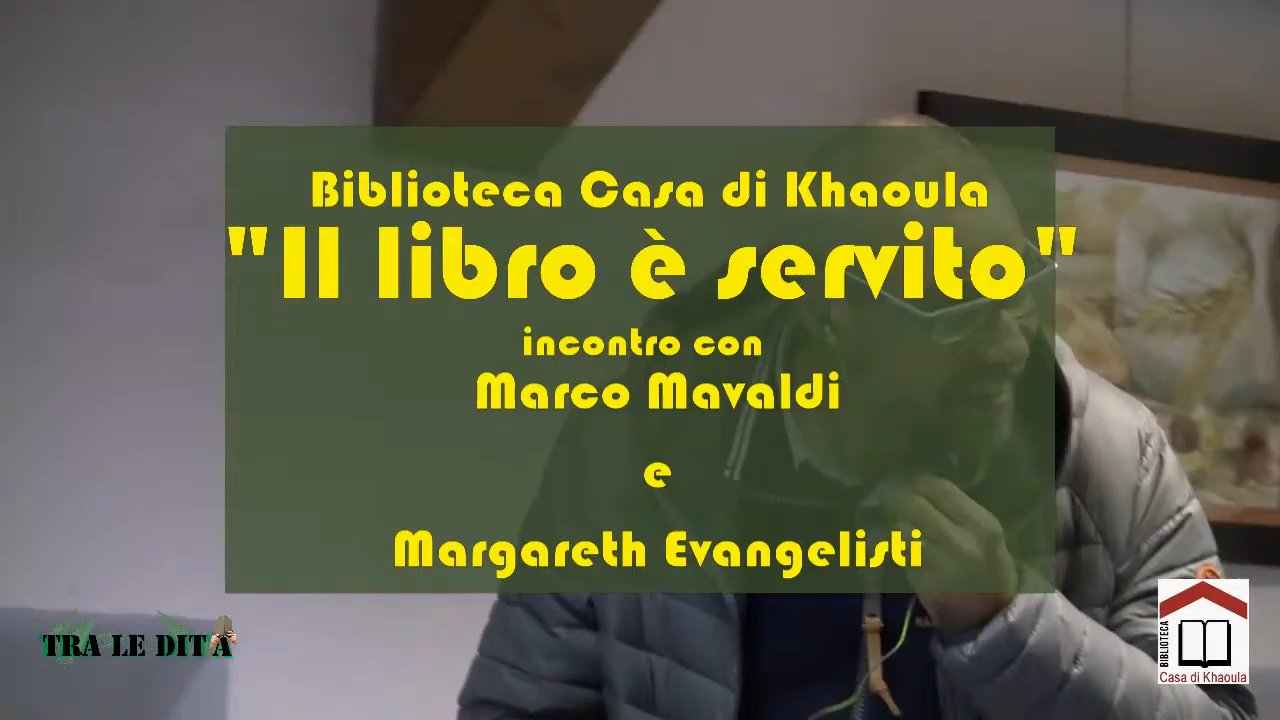 Biblioteca Casa di Khaoula
"Il libro è servito"
incontro con
Marco Mavaldi
e
Margareth Evangelisti
TRA LE DITA
BIBLIOTECA
Casa di Khaoula